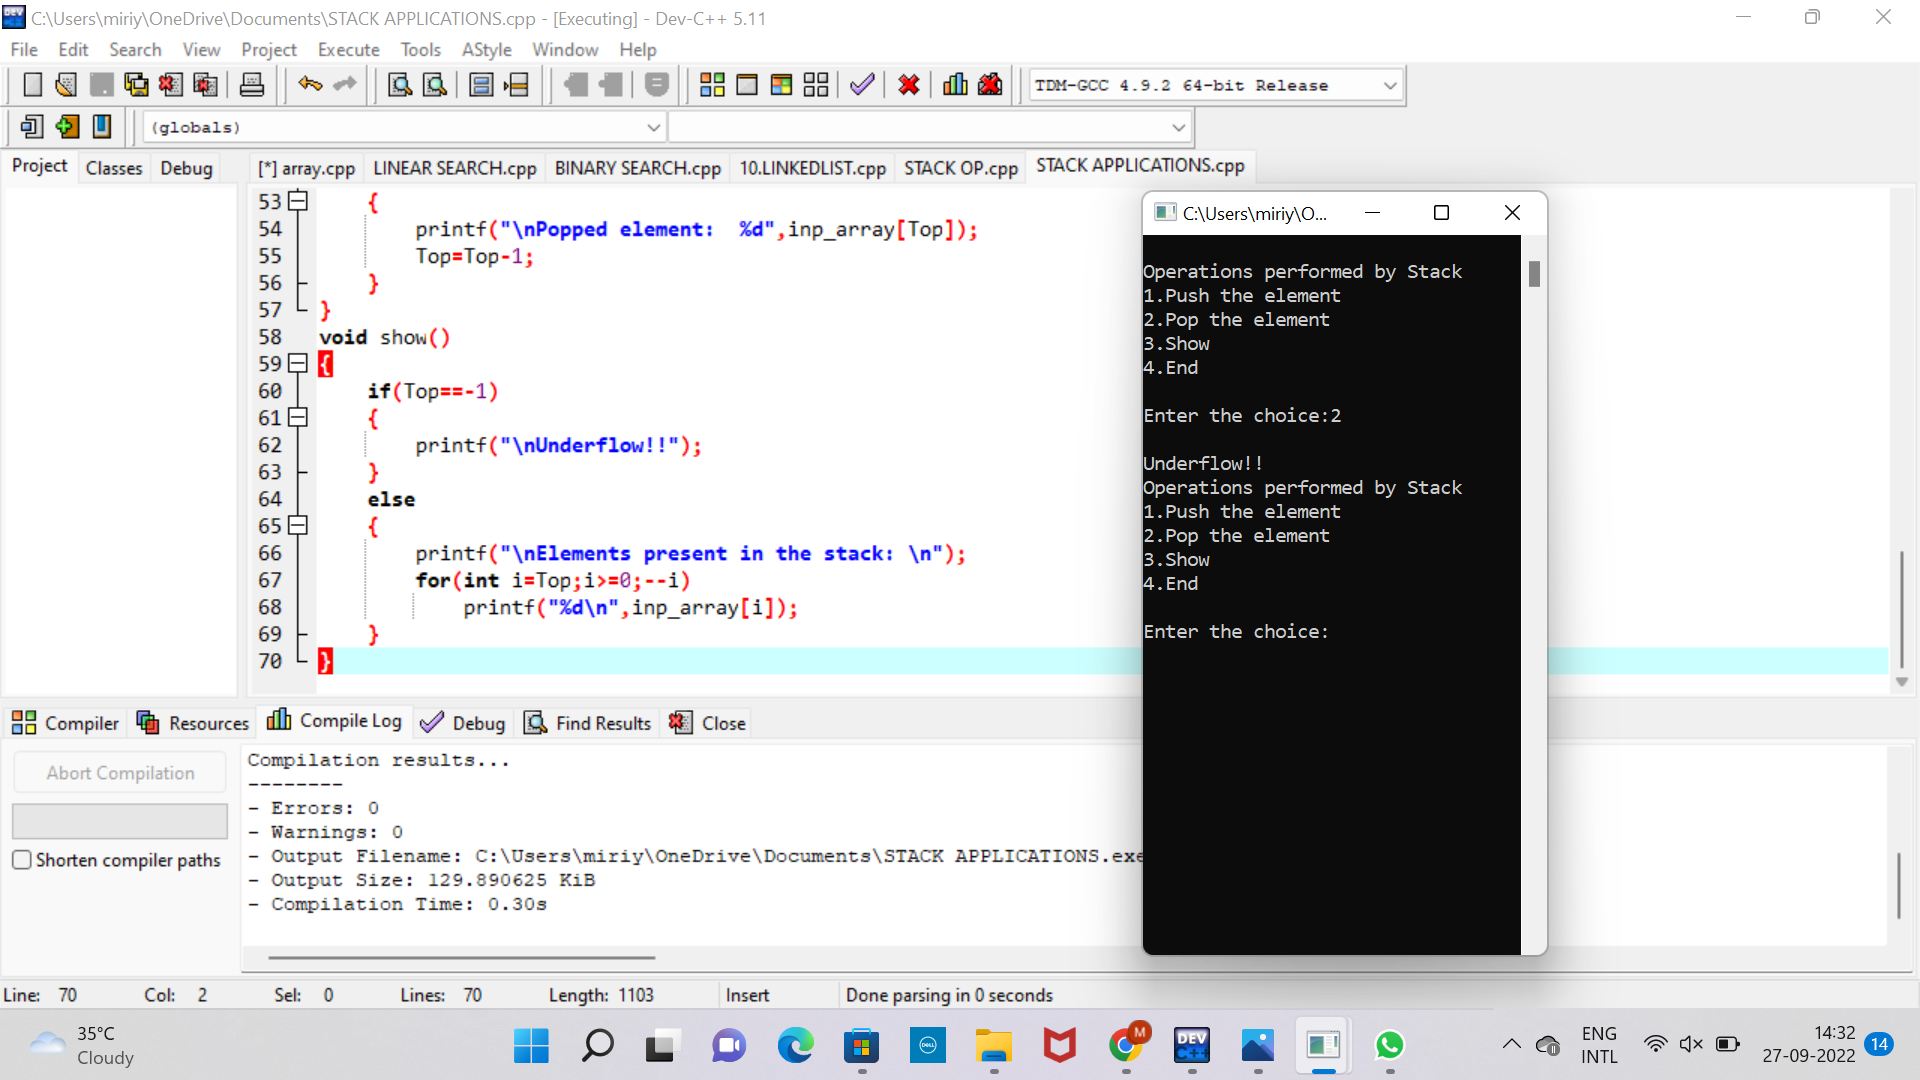 C:\Users\miriy\OneDrive\Documents\STACK APPLICATIONS.cpp - [Executing] - Dev-C++ 5.11
File Edit Search View Project Execute Tools AStyle Window Help
TDM-GCC 4.9.2 64-bit Release
(globals)
Project Classes Debug
[*] array.cpp LINEAR SEARCH.cpp BINARY SEARCH.cpp 10.LINKEDLIST.cpp STACK OP.cpp STACK APPLICATIONS.cpp
53 {
54 printf("\nPopped element:  %d",inp_array[Top]);
55 Top=Top-1;
56 }
57 }
58 void show()
59 {
60 if(Top==-1)
61 {
62 printf("\nUnderflow!!");
63 }
64 else
65 {
66 printf("\nElements present in the stack: \n");
67 for(int i=Top;i>=0;--i)
68 printf("%d\n",inp_array[i]);
69 }
70 }
C:\Users\miriy\O...
Operations performed by Stack
1.Push the element
2.Pop the element
3.Show
4.End
Enter the choice:2
Underflow!!
Operations performed by Stack
1.Push the element
2.Pop the element
3.Show
4.End
Enter the choice:
Compiler Resources Compile Log Debug Find Results Close
Abort Compilation
Shorten compiler paths
Compilation results...
--------
- Errors: 0
- Warnings: 0
- Output Filename: C:\Users\miriy\OneDrive\Documents\STACK APPLICATIONS.exe
- Output Size: 129.890625 KiB
- Compilation Time: 0.30s
Line: 70 Col: 2 Sel: 0 Lines: 70 Length: 1103 Insert Done parsing in 0 seconds
35°C
Cloudy
DELL
M
DEV
C++
ENG
INTL
14:32
27-09-2022
14